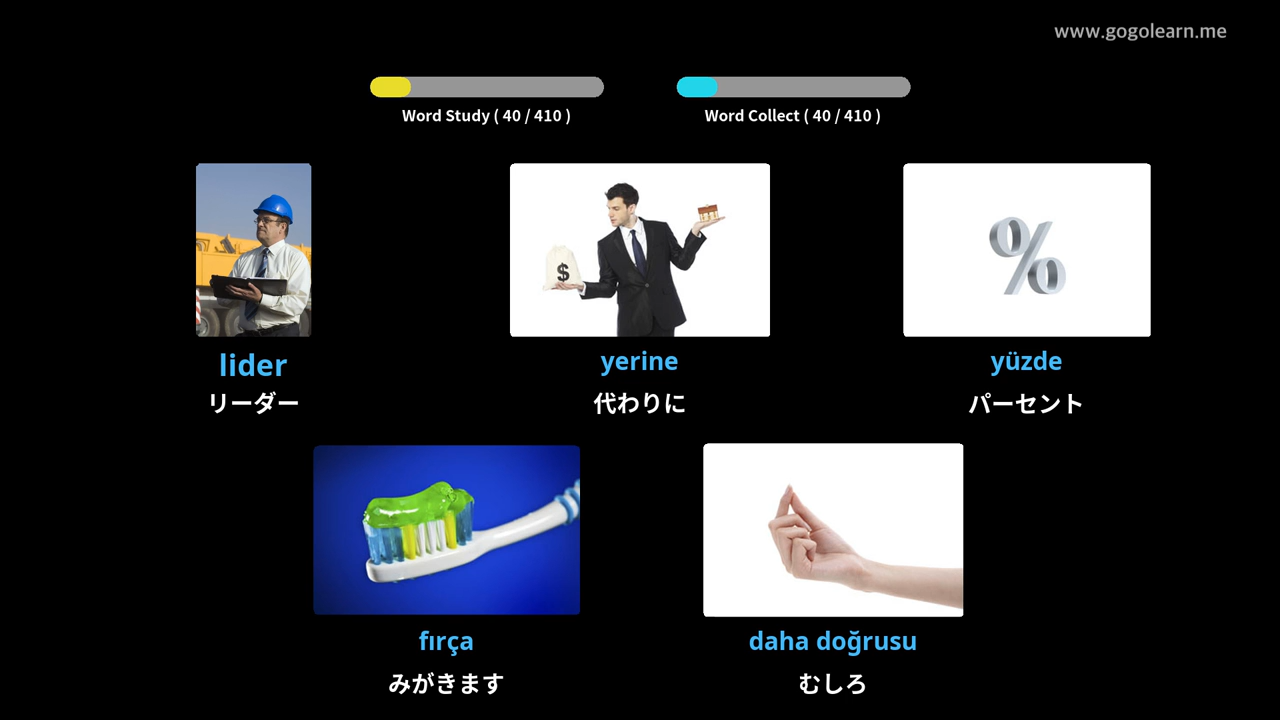 www.gogolearn.me
Word Study ( 40 / 410 )
Word Collect ( 40 / 410 )
lider
リーダー
yerine
代わりに
yüzde
パーセント
$
%
fırça
みがきます
daha doğrusu
むしろ